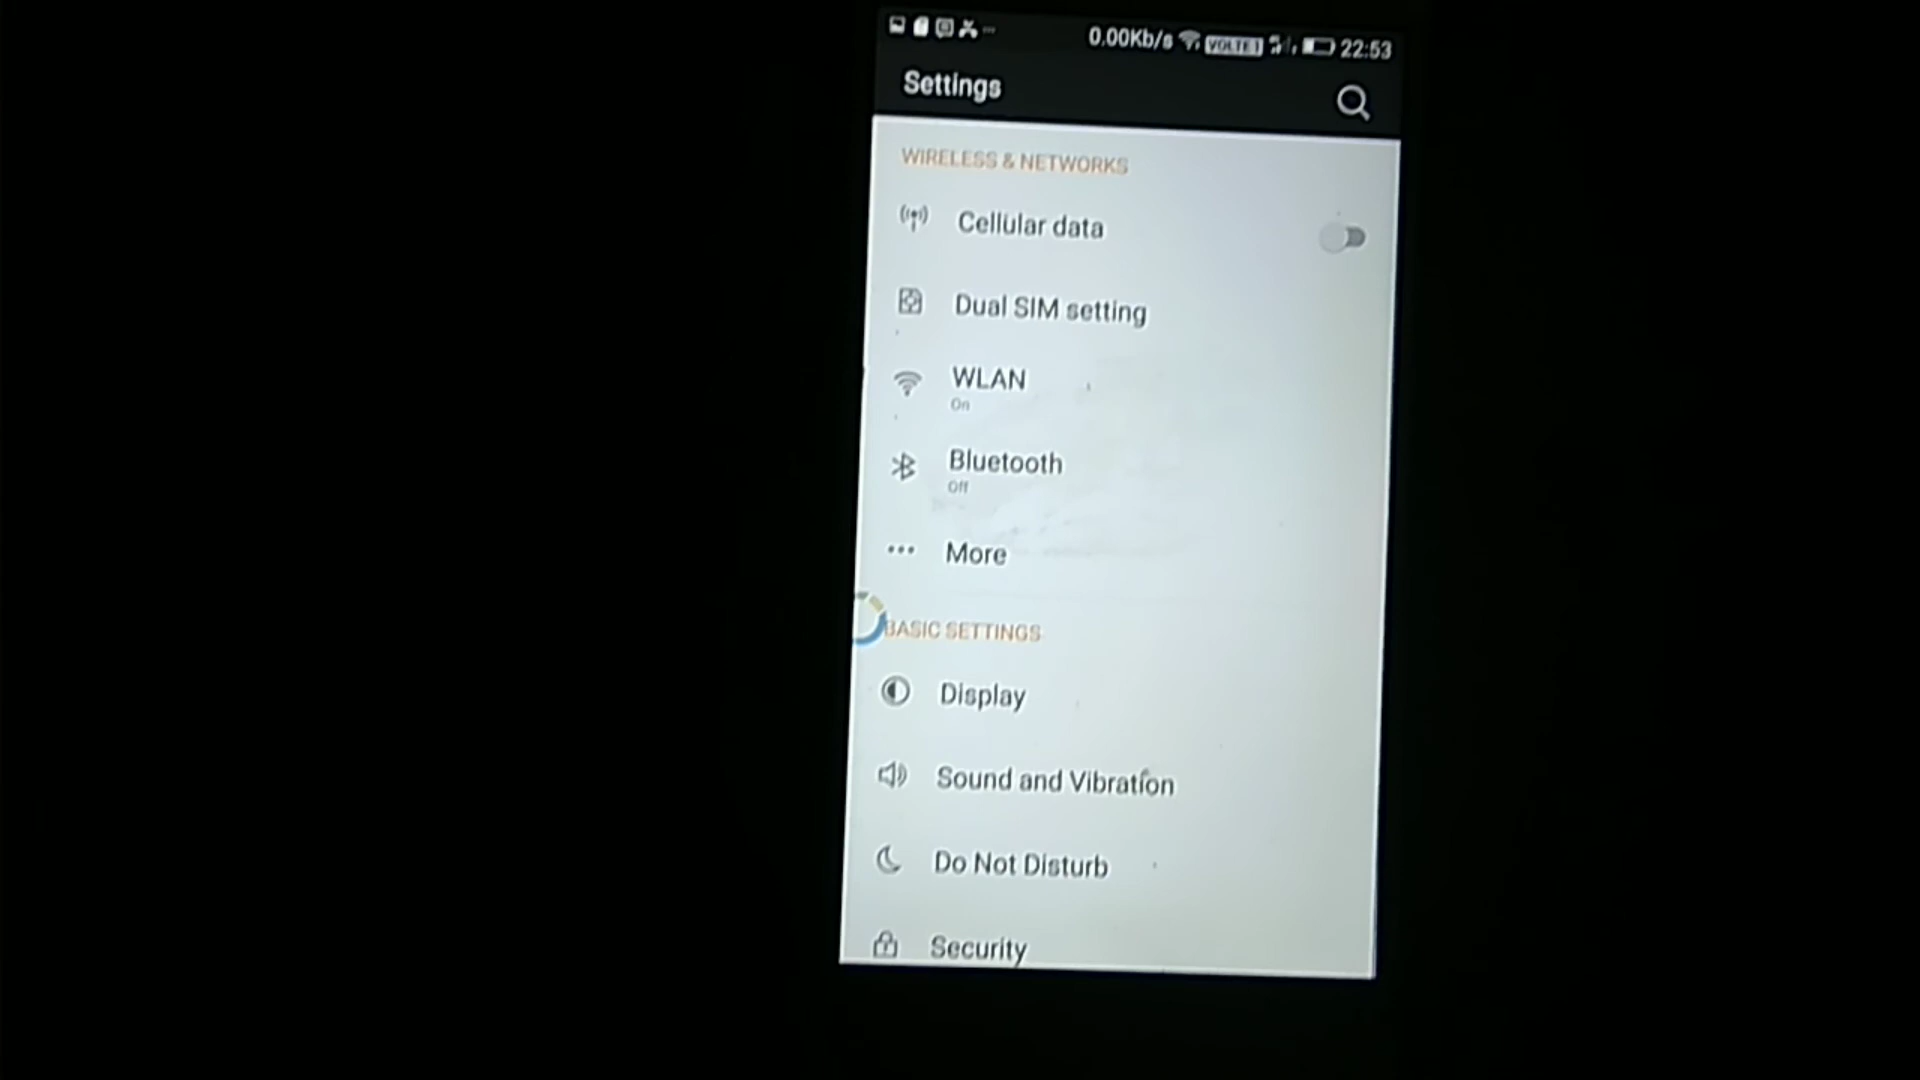 0.00Kb/s VOLTE 1 22:53
Settings
WIRELESS & NETWORKS
Cellular data
Dual SIM setting
WLAN
On
Bluetooth
Off
More
BASIC SETTINGS
Display
Sound and Vibration
Do Not Disturb
Security